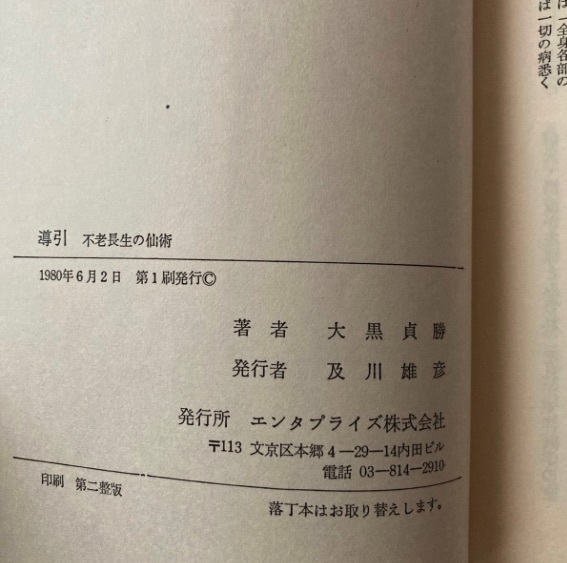 は「全身各部の
ば一切の病悉く
導引 不老長生の仙術
1980年6月2日 第1刷発行©
著者 大黒貞勝
発行者 及川雄彦
発行所 エンタプライズ株式会社
〒113 文京区本郷4—29—14内田ビル
電話 03—814—2910
印刷 第二整版
落丁本はお取り替えします。